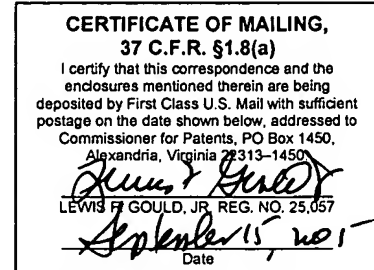 CERTIFICATE OF MAILING,
37 C.F.R. §1.8(a)
I certify that this correspondence and the
enclosures mentioned therein are being
deposited by First Class U.S. Mail with sufficient
postage on the date shown below, addressed to
Commissioner for Patents, PO Box 1450,
Alexandria, Virginia 22313-1450
LEWIS F. GOULD, JR. REG. NO. 25,057
September 15,
Date